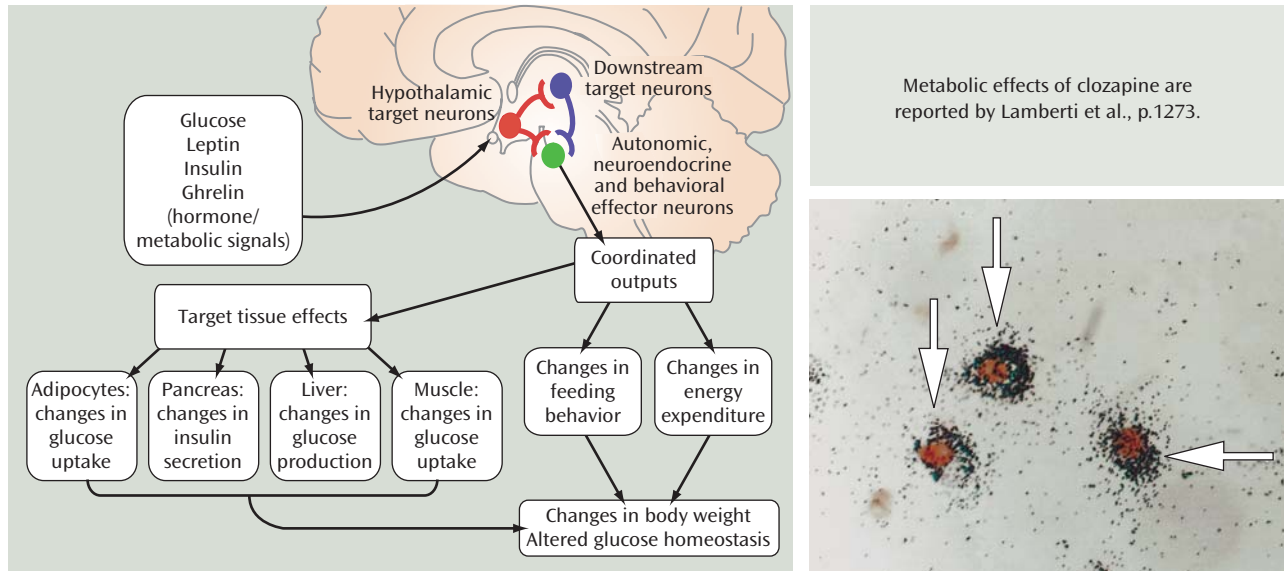 Glucose
Leptin
Insulin
Ghrelin
(hormone/
metabolic signals)
Hypothalamic
target neurons
Downstream
target neurons
Autonomic,
neuroendocrine
and behavioral
effector neurons
Coordinated
outputs
Target tissue effects
Adipocytes:
changes in
glucose
uptake
Pancreas:
changes in
insulin
secretion
Liver:
changes in
glucose
production
Muscle:
changes in
glucose
uptake
Changes in
feeding
behavior
Changes in
energy
expenditure
Changes in body weight
Altered glucose homeostasis
Metabolic effects of clozapine are
reported by Lamberti et al., p.1273.